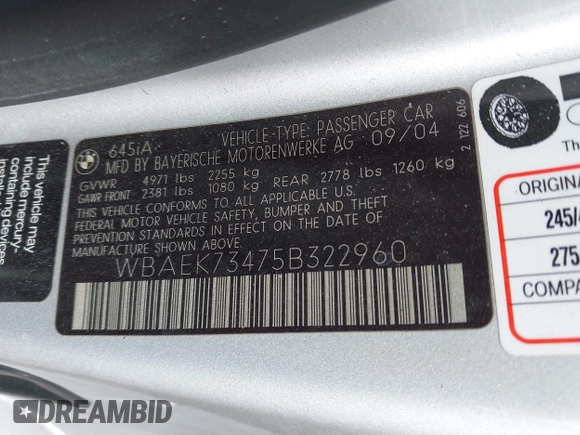 BMW
645iA
VEHICLE-TYPE: PASSENGER CAR
MFD BY BAYERISCHE MOTORENWERKE AG 09/04
GVWR 4971 lbs 2255 kg
GAWR FRONT 2381 lbs 1080 kg REAR 2778 lbs 1260 kg
THIS VEHICLE CONFORMS TO ALL APPLICABLE U.S.
FEDERAL MOTOR VEHICLE SAFETY, BUMPER AND THEFT
PREVENTION STANDARDS IN EFFECT ON THE DATE OF
MANUFACTURE SHOWN ABOVE.
WBAEK73475B322960
2 122 606
This vehicle may
include mercury-
containing devices
ORIGINA
245/4
275
COMPA
DREAMBID